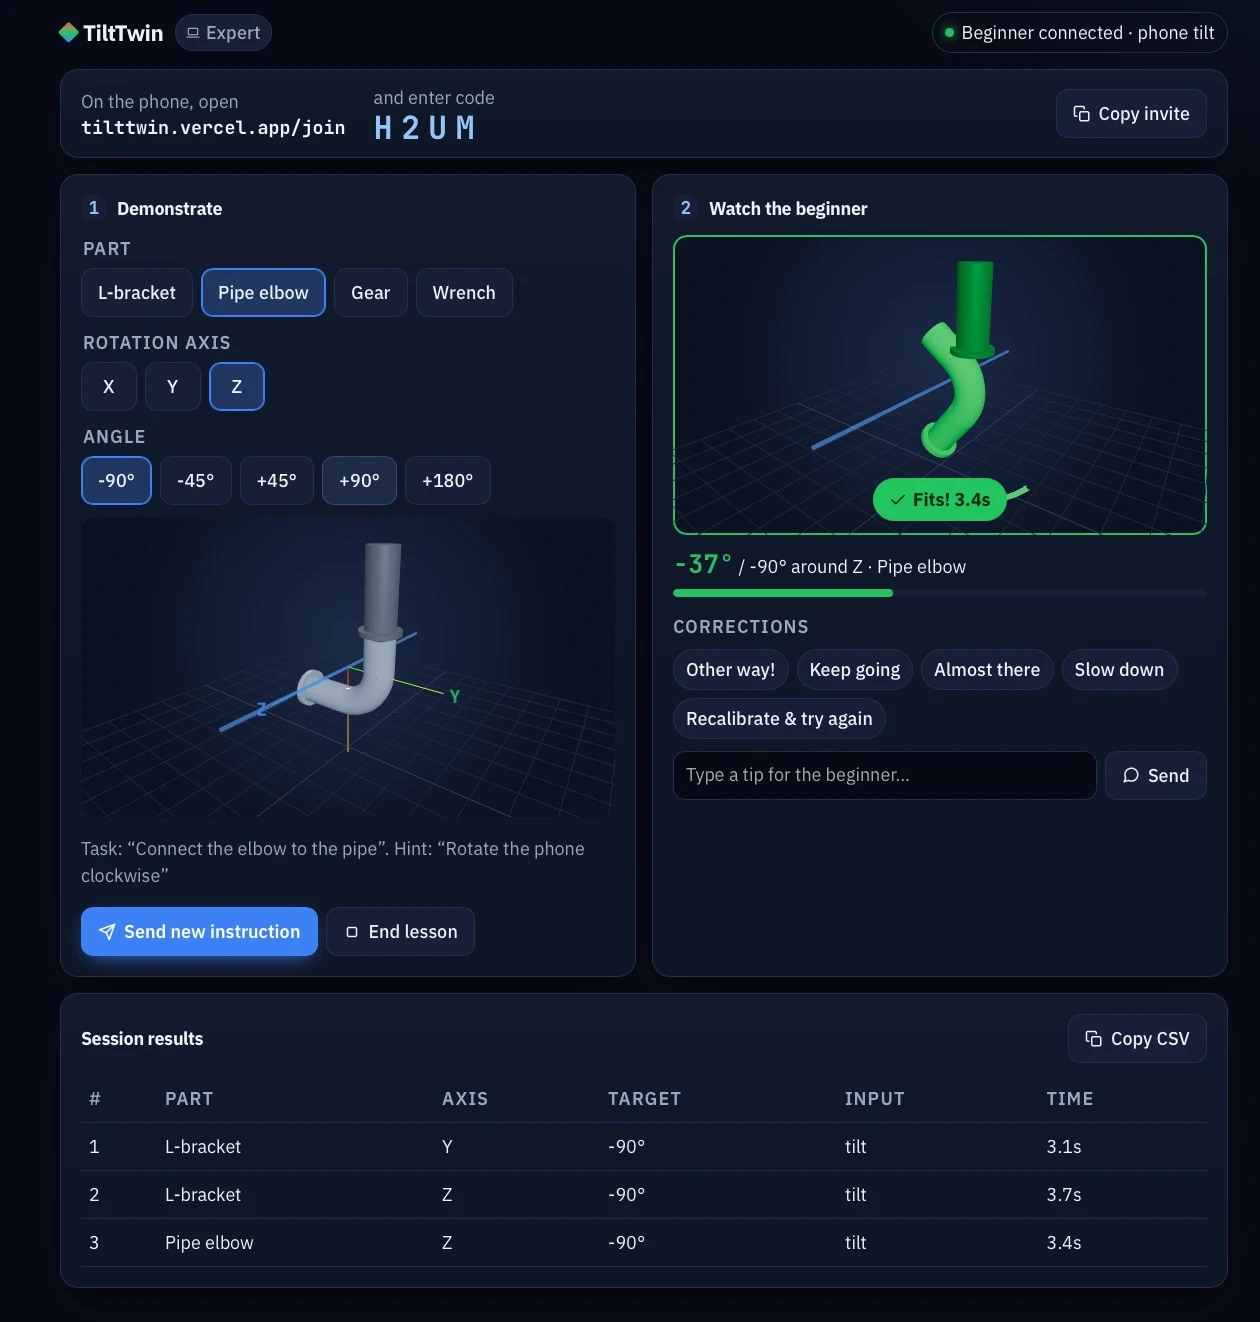 TiltTwin
Expert
Beginner connected · phone tilt
On the phone, open
tilttwin.vercel.app/join
and enter code
H2UM
Copy invite
1 Demonstrate
PART
L-bracket Pipe elbow Gear Wrench
ROTATION AXIS
X Y Z
ANGLE
-90° -45° +45° +90° +180°
Y
Z
Task: “Connect the elbow to the pipe”. Hint: “Rotate the phone
clockwise”
Send new instruction End lesson
2 Watch the beginner
Fits! 3.4s
-37° / -90° around Z · Pipe elbow
CORRECTIONS
Other way! Keep going Almost there Slow down
Recalibrate & try again
Type a tip for the beginner... Send
Session results Copy CSV
# PART AXIS TARGET INPUT TIME
1 L-bracket Y -90° tilt 3.1s
2 L-bracket Z -90° tilt 3.7s
3 Pipe elbow Z -90° tilt 3.4s